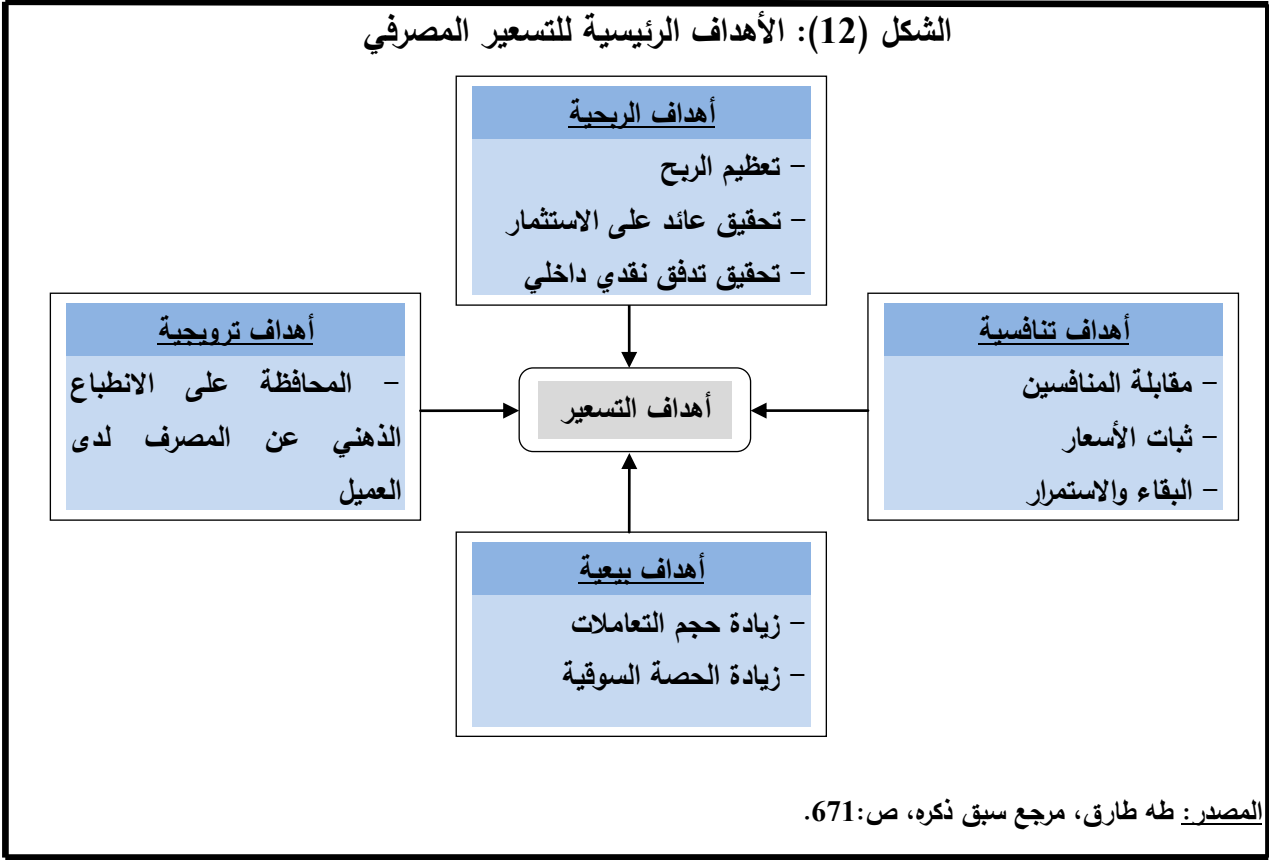 الشكل (12): الأهداف الرئيسية للتسعير المصرفي
أهداف الربحية
– تعظيم الربح
– تحقيق عائد على الاستثمار
– تحقيق تدفق نقدي داخلي
أهداف تنافسية
– مقابلة المنافسين
– ثبات الأسعار
– البقاء والاستمرار
أهداف التسعير
أهداف ترويجية
– المحافظة على الانطباع
الذهني عن المصرف لدى
العميل
أهداف بيعية
– زيادة حجم التعاملات
– زيادة الحصة السوقية
المصدر: طه طارق، مرجع سبق ذكره، ص:671.